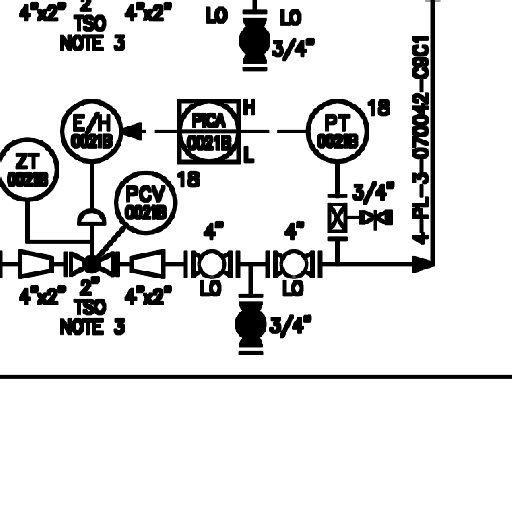 4"x2"
2"
TSO
4"x2"
NOTE 3
LO
LO
3/4"
4-PL-3-070042-C9C1
E/H
0021B
PICA
0021B
H
L
PT
0021B
18
ZT
0021B
PCV
0021B
18
3/4"
4"
4"
LO
LO
4"x2"
2"
TSO
4"x2"
NOTE 3
3/4"